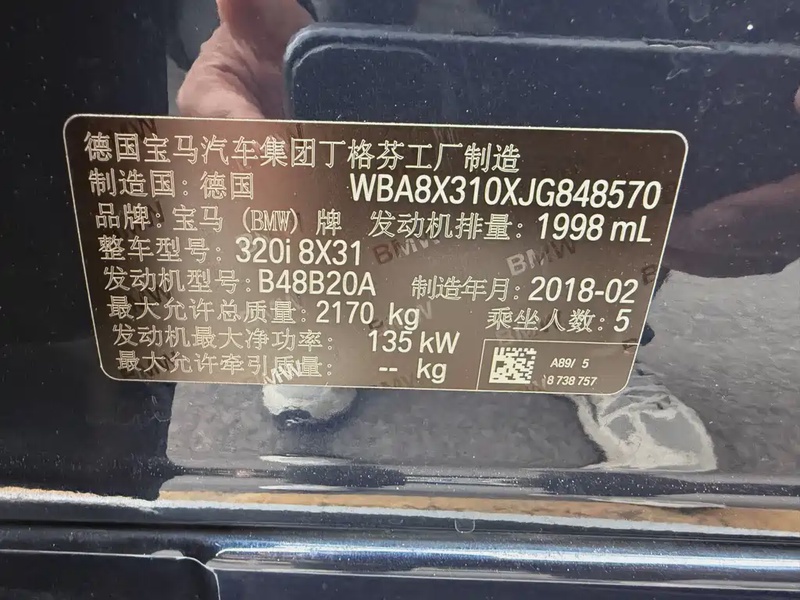 德国宝马汽车集团丁格芬工厂制造
制造国：德国 WBA8X310XJG848570
品牌：宝马（BMW）牌 发动机排量：1998 mL
整车型号：320i 8X31
发动机型号：B48B20A 制造年月：2018-02
最大允许总质量：2170 kg 乘坐人数：5
发动机最大净功率： 135 kW
最大允许牵引质量： -- kg
A89/ 5
8 738 757
BMW
BMW
BMW
BMW